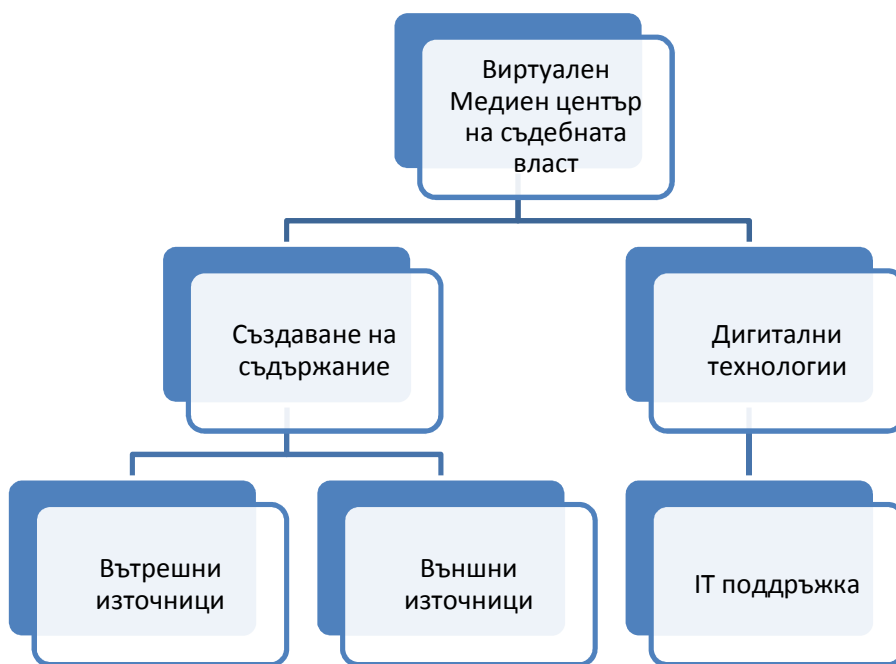 Виртуален
Медиен център
на съдебната
власт
Създаване на
съдържание
Дигитални
технологии
Вътрешни
източници
Външни
източници
IT поддръжка